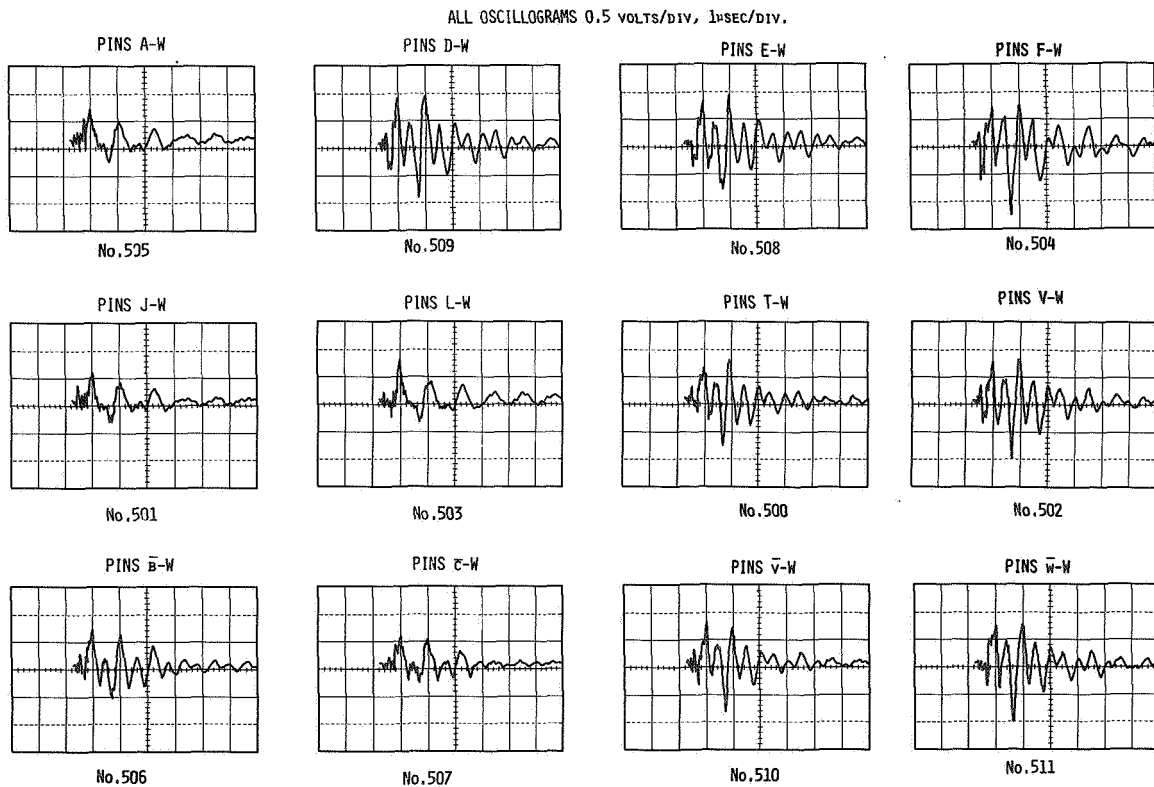 ALL OSCILLOGRAMS 0.5 VOLTS/DIV, 1µSEC/DIV.
PINS A-W
PINS D-W
PINS E-W
PINS F-W
No.505
No.509
No.508
No.504
PINS J-W
PINS L-W
PINS T-W
PINS V-W
No.501
No.503
No.500
No.502
PINS B̅-W
PINS C̅-W
PINS V̅-W
PINS W̅-W
No.506
No.507
No.510
No.511